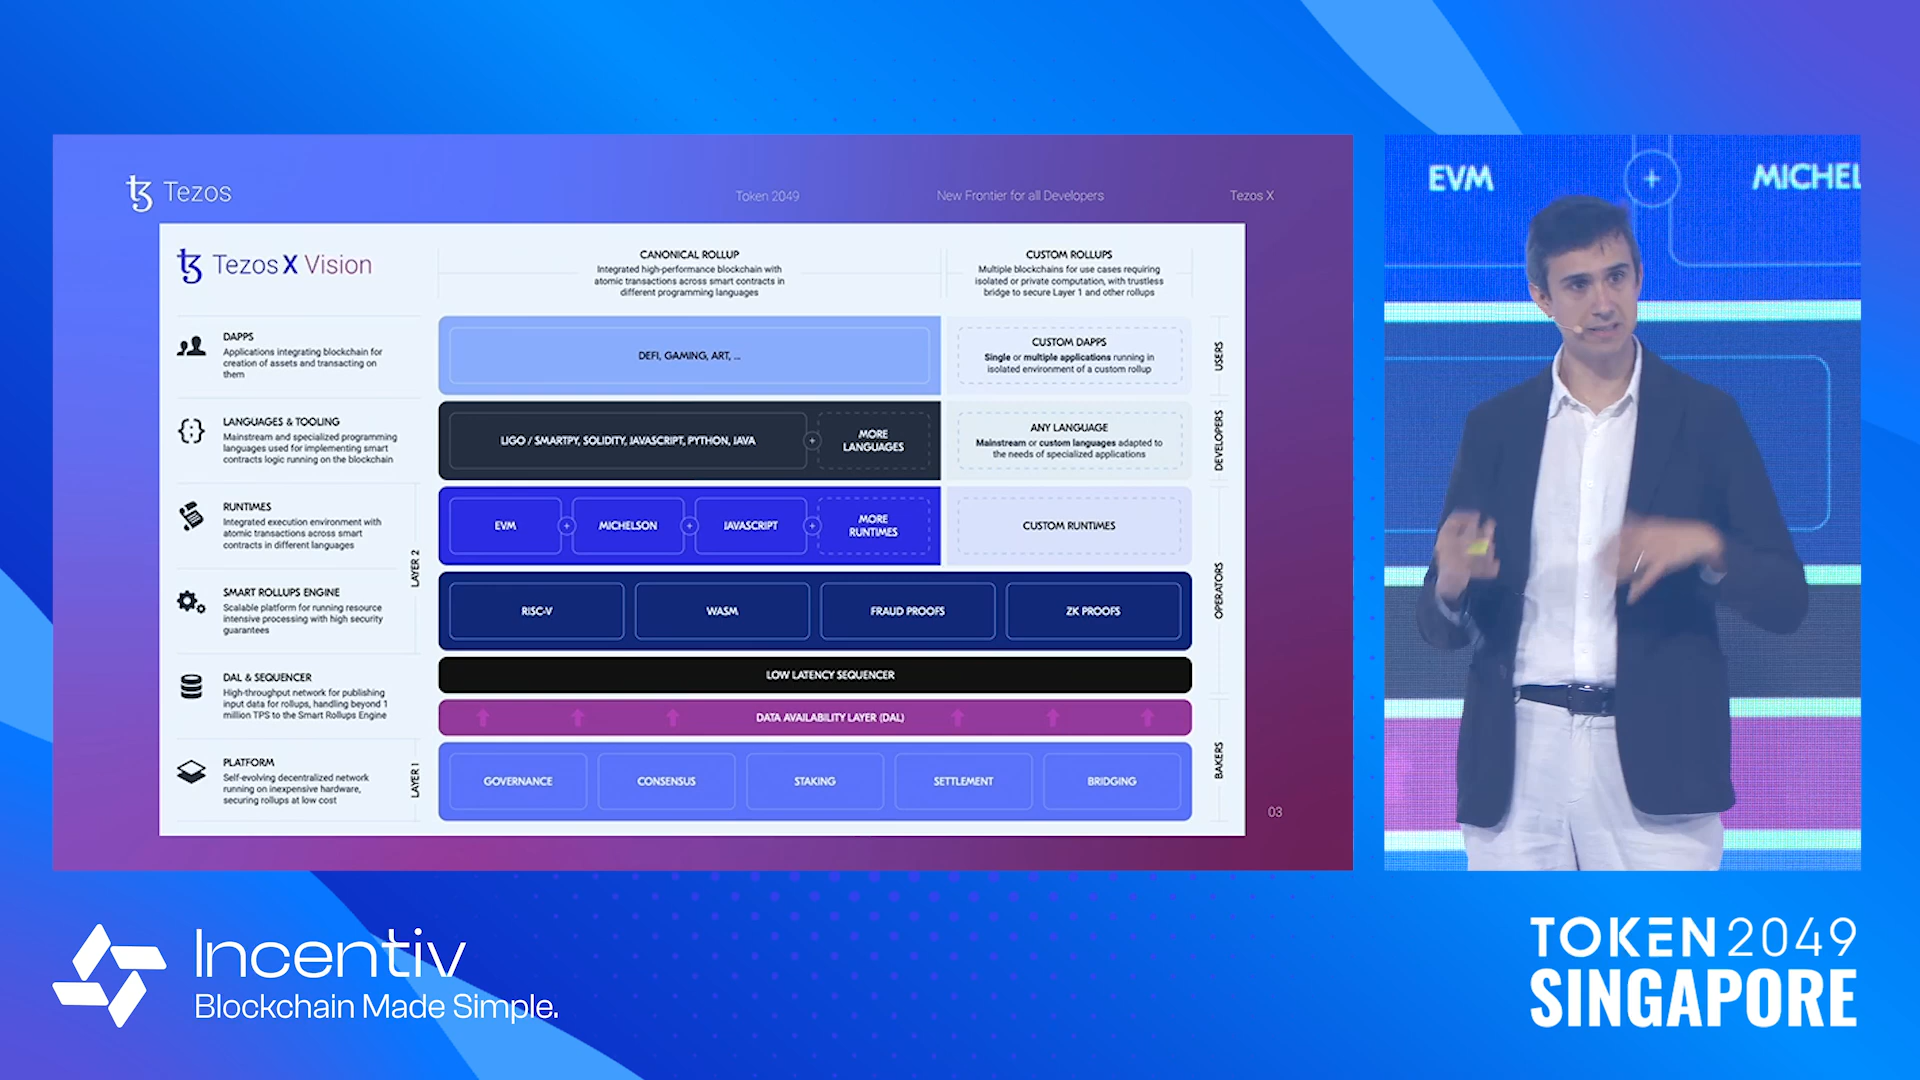 Tezos
Token 2049
New Frontier for all Developers
Tezos X
Tezos X Vision
CANONICAL ROLLUP
Integrated high-performance blockchain with
atomic transactions across smart contracts in
different programming languages
CUSTOM ROLLUPS
Multiple blockchains for use cases requiring
isolated or private computation, with trustless
bridge to secure Layer 1 and other rollups
DAPPS
Applications integrating blockchain for
creation of assets and transacting on
them
DEFI, GAMING, ART, ...
CUSTOM DAPPS
Single or multiple applications running in
isolated environment of a custom rollup
USERS
LANGUAGES & TOOLING
Mainstream and specialized programming
languages used for implementing smart
contracts logic running on the blockchain
LIGO / SMARTPY, SOLIDITY, JAVASCRIPT, PYTHON, JAVA
+
MORE
LANGUAGES
ANY LANGUAGE
Mainstream or custom languages adapted to
the needs of specialized applications
DEVELOPERS
RUNTIMES
Integrated execution environment with
atomic transactions across smart
contracts in different languages
EVM
+
MICHELSON
+
JAVASCRIPT
+
MORE
RUNTIMES
CUSTOM RUNTIMES
LAYER 2
SMART ROLLUPS ENGINE
Scalable platform for running resource
intensive processing with high security
guarantees
RISC-V
WASM
FRAUD PROOFS
ZK PROOFS
OPERATORS
DAL & SEQUENCER
High-throughput network for publishing
input data for rollups, handling beyond 1
million TPS to the Smart Rollups Engine
LOW LATENCY SEQUENCER
DATA AVAILABILITY LAYER (DAL)
PLATFORM
Self-evolving decentralized network
running on inexpensive hardware,
securing rollups at low cost
LAYER 1
GOVERNANCE
CONSENSUS
STAKING
SETTLEMENT
BRIDGING
BAKERS
03
EVM
+
MICHEL
Incentiv
Blockchain Made Simple.
TOKEN2049
SINGAPORE